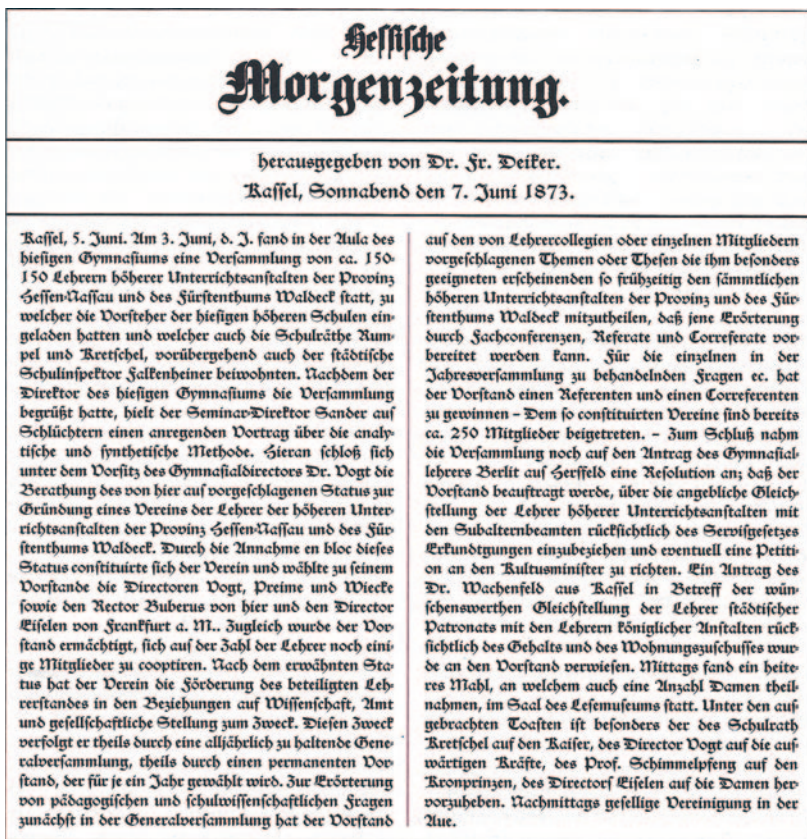 Hessische
Morgenzeitung.
herausgegeben von Dr. Fr. Deiker.
Kassel, Sonnabend den 7. Juni 1873.
Kassel, 5. Juni. Am 3. Juni, d. J. fand in der Aula des
hiesigen Gymnasiums eine Versammlung von ca. 150-
150 Lehrern höherer Unterrichtsanstalten der Provinz
Hessen-Nassau und des Fürstenthums Waldeck statt, zu
welcher die Vorsteher der hiesigen höheren Schulen ein-
geladen hatten und welcher auch die Schulräthe Rum-
pel und Kretschel, vorübergehend auch der städtische
Schulinspektor Falkenheiner beiwohnten. Nachdem der
Direktor des hiesigen Gymnasiums die Versammlung
begrüßt hatte, hielt der Seminar-Direktor Sander auf
Schlüchtern einen anregenden Vortrag über die analy-
tische und synthetische Methode. Hieran schloß sich
unter dem Vorsitz des Gymnasialdirectors Dr. Vogt die
Berathung des von hier auf vorgeschlagenen Status zur
Gründung eines Vereins der Lehrer der höheren Unter-
richtsanstalten der Provinz Hessen-Nassau und des Für-
stenthums Waldeck. Durch die Annahme en bloc dieses
Status constituirte sich der Verein und wählte zu seinem
Vorstande die Directoren Vogt, Preime und Wiecke
sowie den Rector Buderus von hier und den Director
Eiselen von Frankfurt a. M.. Zugleich wurde der Vor-
stand ermächtigt, sich auf der Zahl der Lehrer noch eini-
ge Mitglieder zu cooptiren. Nach dem erwähnten Sta-
tus hat der Verein die Förderung des beteiligten Leh-
rerstandes in den Beziehungen auf Wissenschaft, Amt
und gesellschaftliche Stellung zum Zweck. Diesen Zweck
verfolgt er theils durch eine alljährlich zu haltende Gene-
ralversammlung, theils durch einen permanenten Vor-
stand, der für je ein Jahr gewählt wird. Zur Erörterung
von pädagogischen und schulwissenschaftlichen Fragen
zunächst in der Generalversammlung hat der Vorstand
auf den von Lehrercollegien oder einzelnen Mitgliedern
vorgeschlagenen Themen oder Thesen die ihm besonders
geeigneten erscheinenden so frühzeitig den sämmtlichen
höheren Unterrichtsanstalten der Provinz und des Für-
stenthums Waldeck mitzutheilen, daß jene Erörterung
durch Fachconferenzen, Referate und Correferate vor-
bereitet werden kann. Für die einzelnen in der
Jahresversammlung zu behandelnden Fragen ec. hat
der Vorstand einen Referenten und einen Correferenten
zu gewinnen – Dem so constituirten Vereine sind bereits
ca. 250 Mitglieder beigetreten. – Zum Schluß nahm
die Versammlung noch auf den Antrag des Gymnasial-
lehrers Berlit auf Hersfeld eine Resolution an; daß der
Vorstand beauftragt werde, über die angebliche Gleich-
stellung der Lehrer höherer Unterrichtsanstalten mit
den Subalternbeamten rücksichtlich des Servisgesetzes
Erkundtgungen einzubeziehen und eventuell eine Petiti-
on an den Kultusminister zu richten. Ein Antrag des
Dr. Wachenfeld aus Kassel in Betreff der wün-
schenswerthen Gleichstellung der Lehrer städtischer
Patronats mit den Lehrern königlicher Anstalten rück-
sichtlich des Gehalts und des Wohnungszuschusses wur-
de an den Vorstand verwiesen. Mittags fand ein heite-
res Mahl, an welchem auch eine Anzahl Damen theil-
nahmen, im Saal des Lesemuseums statt. Unter den auf
gebrachten Toasten ist besonders der des Schulrath
Kretschel auf den Kaiser, des Director Vogt auf die auf-
wärtigen Kräfte, des Prof. Schimmelpfeng auf den
Kronprinzen, des Directors Eiselen auf die Damen her-
vorzuheben. Nachmittags gesellige Vereinigung in der
Aue.